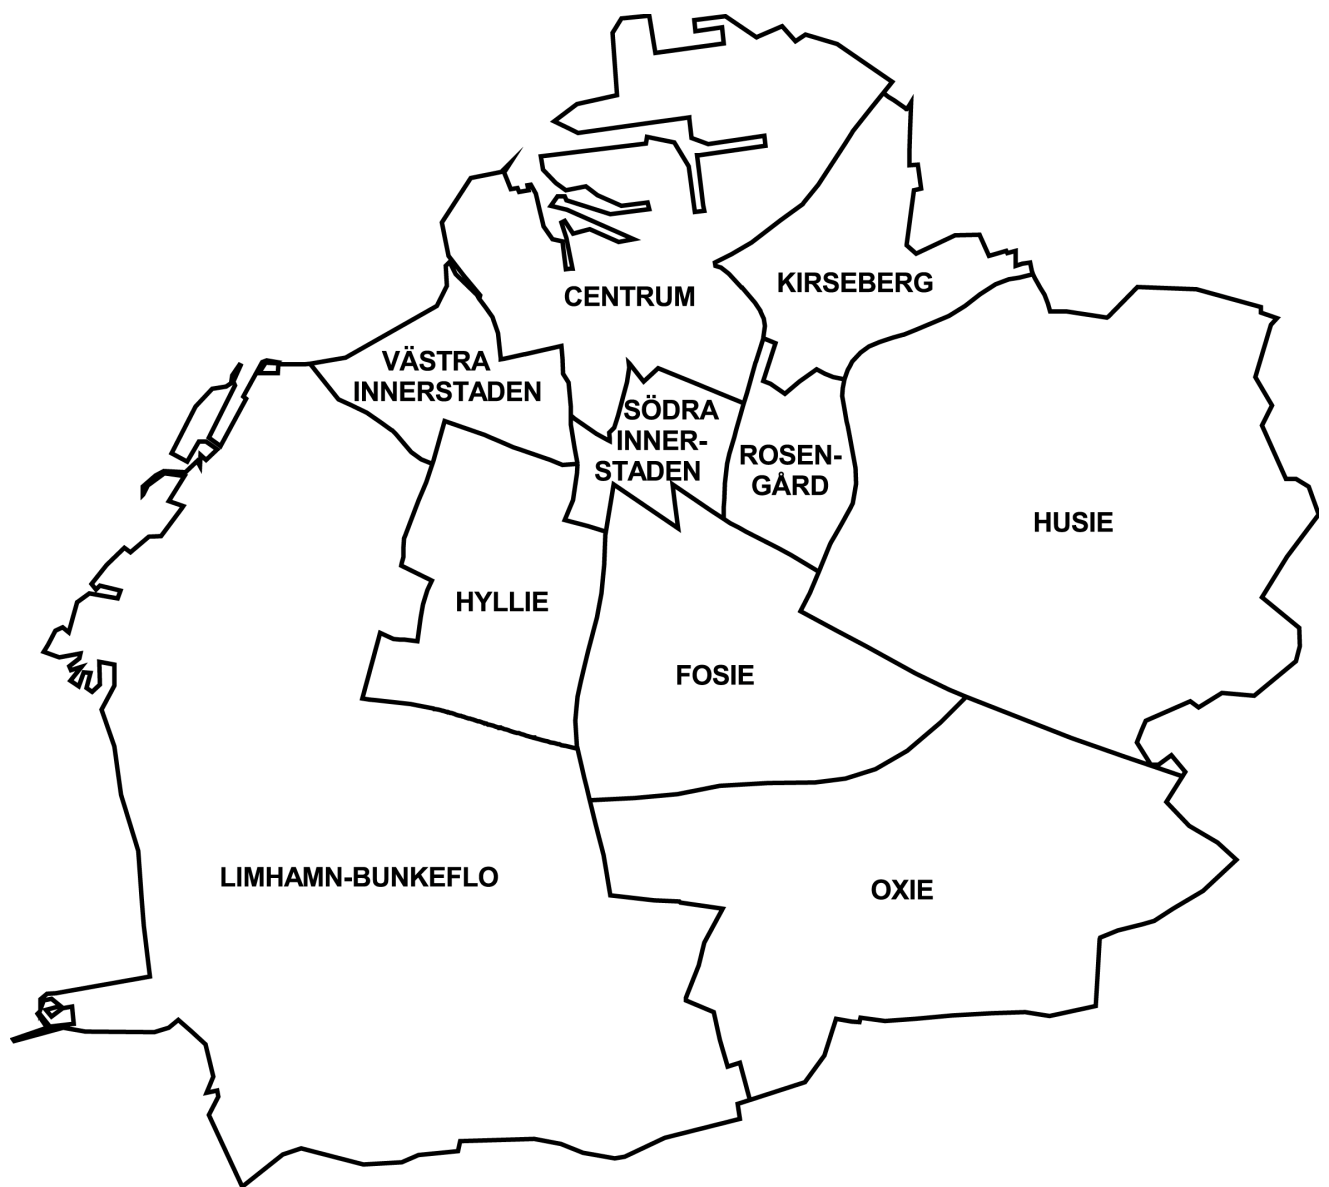 KIRSEBERG
CENTRUM
VÄSTRA
INNERSTADEN
SÖDRA
INNER-
STADEN
ROSEN-
GÅRD
HUSIE
HYLLIE
FOSIE
LIMHAMN-BUNKEFLO
OXIE